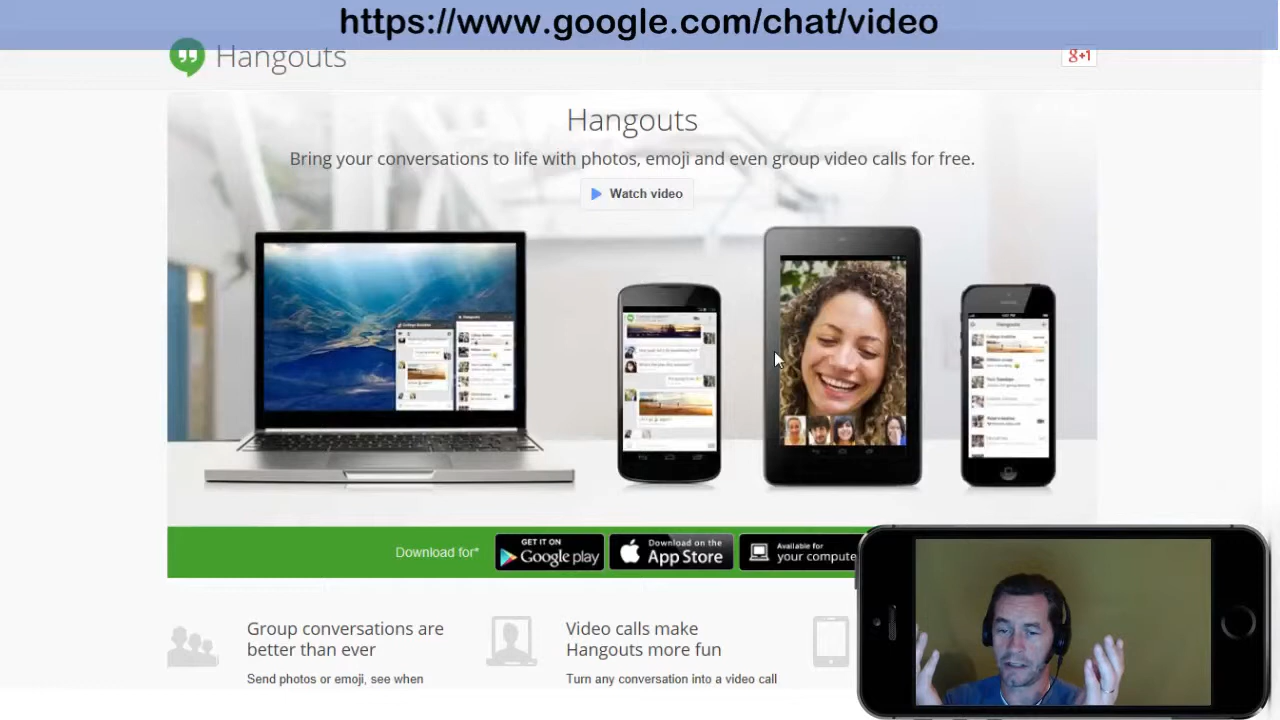 https://www.google.com/chat/video
Hangouts
g+1
Hangouts
Bring your conversations to life with photos, emoji and even group video calls for free.
Watch video
Download for*
GET IT ON
Google play
Download on the
App Store
Available for
your compute
Group conversations are
better than ever
Send photos or emoji, see when
Video calls make
Hangouts more fun
Turn any conversation into a video call